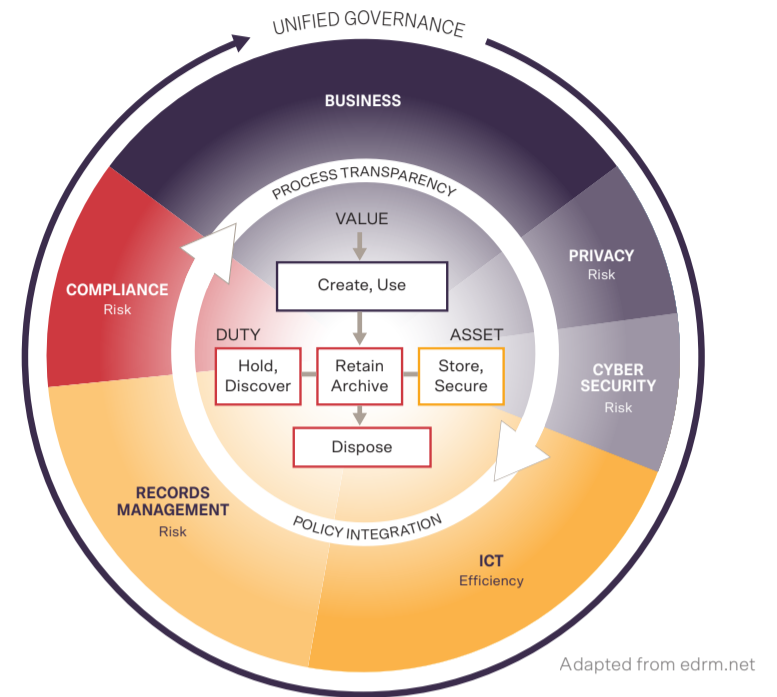 UNIFIED GOVERNANCE
BUSINESS
PROCESS TRANSPARENCY
VALUE
PRIVACY
Risk
Create, Use
COMPLIANCE
Risk
DUTY
ASSET
Hold,
Discover
Retain
Archive
Store,
Secure
CYBER
SECURITY
Risk
Dispose
RECORDS
MANAGEMENT
Risk
POLICY INTEGRATION
ICT
Efficiency
Adapted from edrm.net